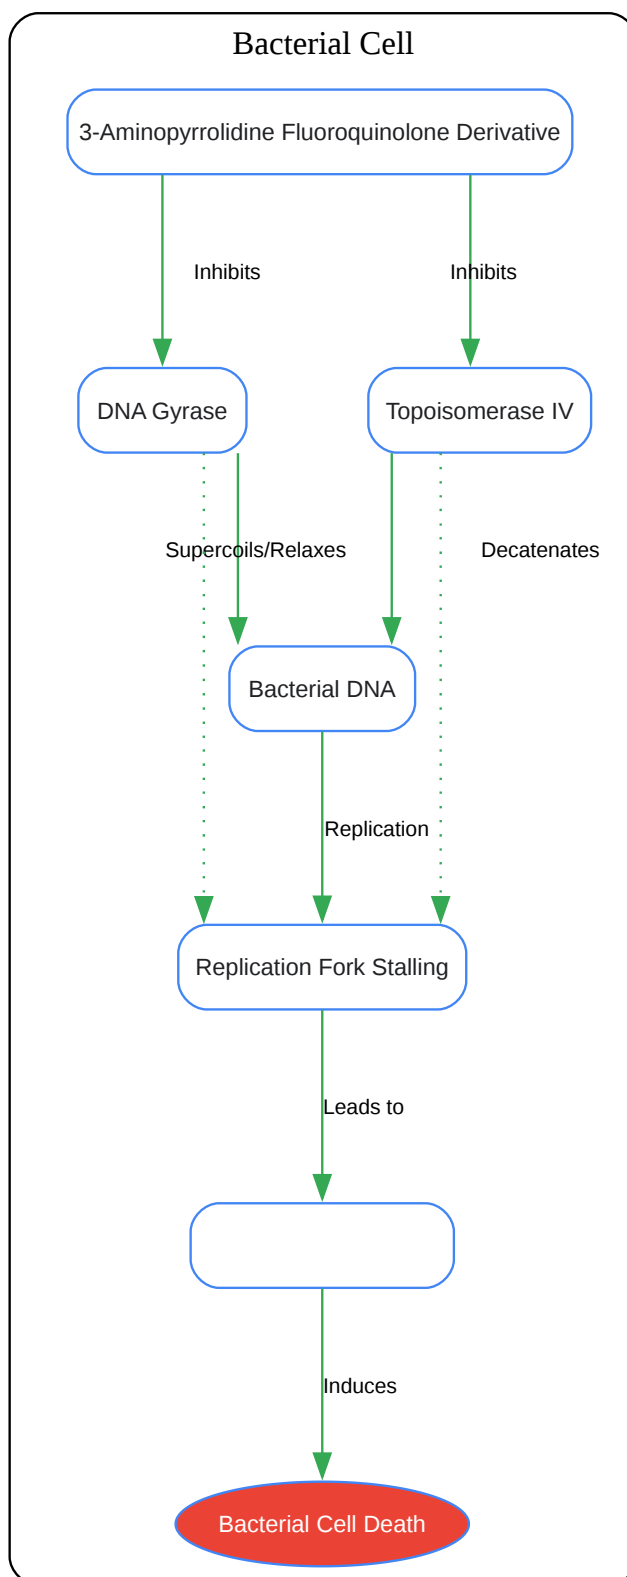 Bacterial Cell
3-Aminopyrrolidine Fluoroquinolone Derivative
Inhibits
Inhibits
DNA Gyrase
Topoisomerase IV
Supercoils/Relaxes
Decatenates
Bacterial DNA
Replication
Replication Fork Stalling
Leads to
Induces
Bacterial Cell Death